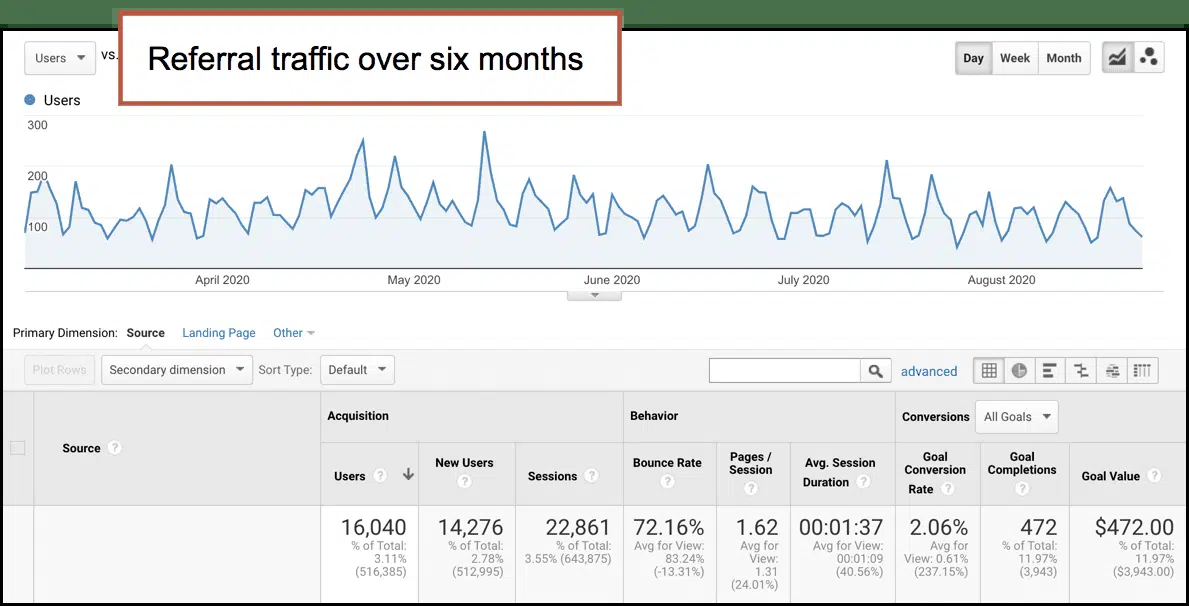 Referral traffic over six months
Users
vs.
Day Week Month
Users
300
200
100
April 2020 May 2020 June 2020 July 2020 August 2020
Primary Dimension: Source Landing Page Other
Plot Rows Secondary dimension Sort Type: Default advanced
Acquisition Behavior Conversions All Goals
Source ?
Users ?
New Users ?
Sessions ?
Bounce Rate ?
Pages /
Session
?
Avg. Session
Duration ?
Goal
Conversion
Rate ?
Goal
Completions
?
Goal Value ?
16,040
% of Total:
3.11%
(516,385)
14,276
% of Total:
2.78%
(512,995)
22,861
% of Total:
3.55% (643,875)
72.16%
Avg for View:
83.24%
(-13.31%)
1.62
Avg for
View:
1.31
(24.01%)
00:01:37
Avg for View:
00:01:09
(40.56%)
2.06%
Avg for
View: 0.61%
(237.15%)
472
% of Total:
11.97%
(3,943)
$472.00
% of Total:
11.97%
($3,943.00)